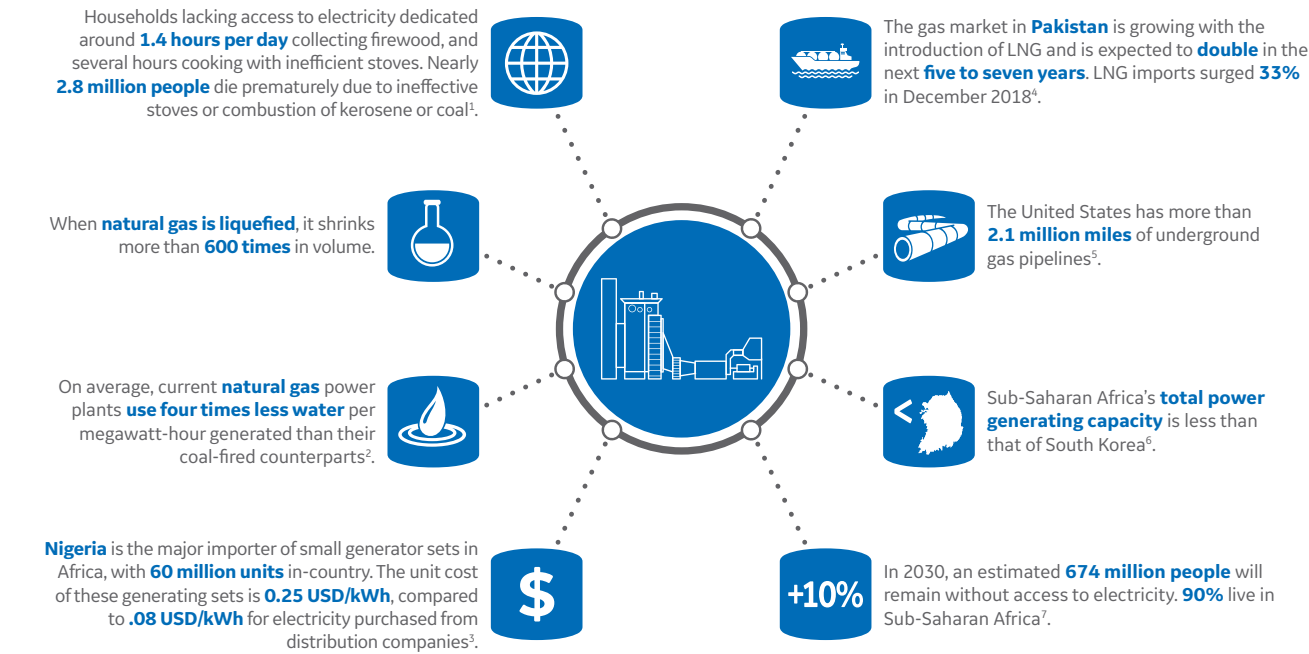 Households lacking access to electricity dedicated
around 1.4 hours per day collecting firewood, and
several hours cooking with inefficient stoves. Nearly
2.8 million people die prematurely due to ineffective
stoves or combustion of kerosene or coal¹.
The gas market in Pakistan is growing with the
introduction of LNG and is expected to double in the
next five to seven years. LNG imports surged 33%
in December 2018⁴.
When natural gas is liquefied, it shrinks
more than 600 times in volume.
The United States has more than
2.1 million miles of underground
gas pipelines⁵.
On average, current natural gas power
plants use four times less water per
megawatt-hour generated than their
coal-fired counterparts².
<
Sub-Saharan Africa's total power
generating capacity is less than
that of South Korea⁶.
Nigeria is the major importer of small generator sets in
Africa, with 60 million units in-country. The unit cost
of these generating sets is 0.25 USD/kWh, compared
to .08 USD/kWh for electricity purchased from
distribution companies³.
$
+10%
In 2030, an estimated 674 million people will
remain without access to electricity. 90% live in
Sub-Saharan Africa⁷.